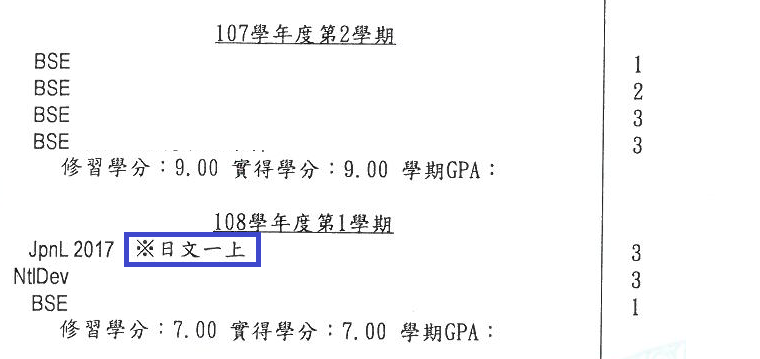 107學年度第2學期
BSE 1
BSE 2
BSE 3
BSE 3
修習學分：9.00 實得學分：9.00 學期GPA：
108學年度第1學期
JpnL 2017 ※日文一上 3
NtlDev 3
BSE 1
修習學分：7.00 實得學分：7.00 學期GPA：